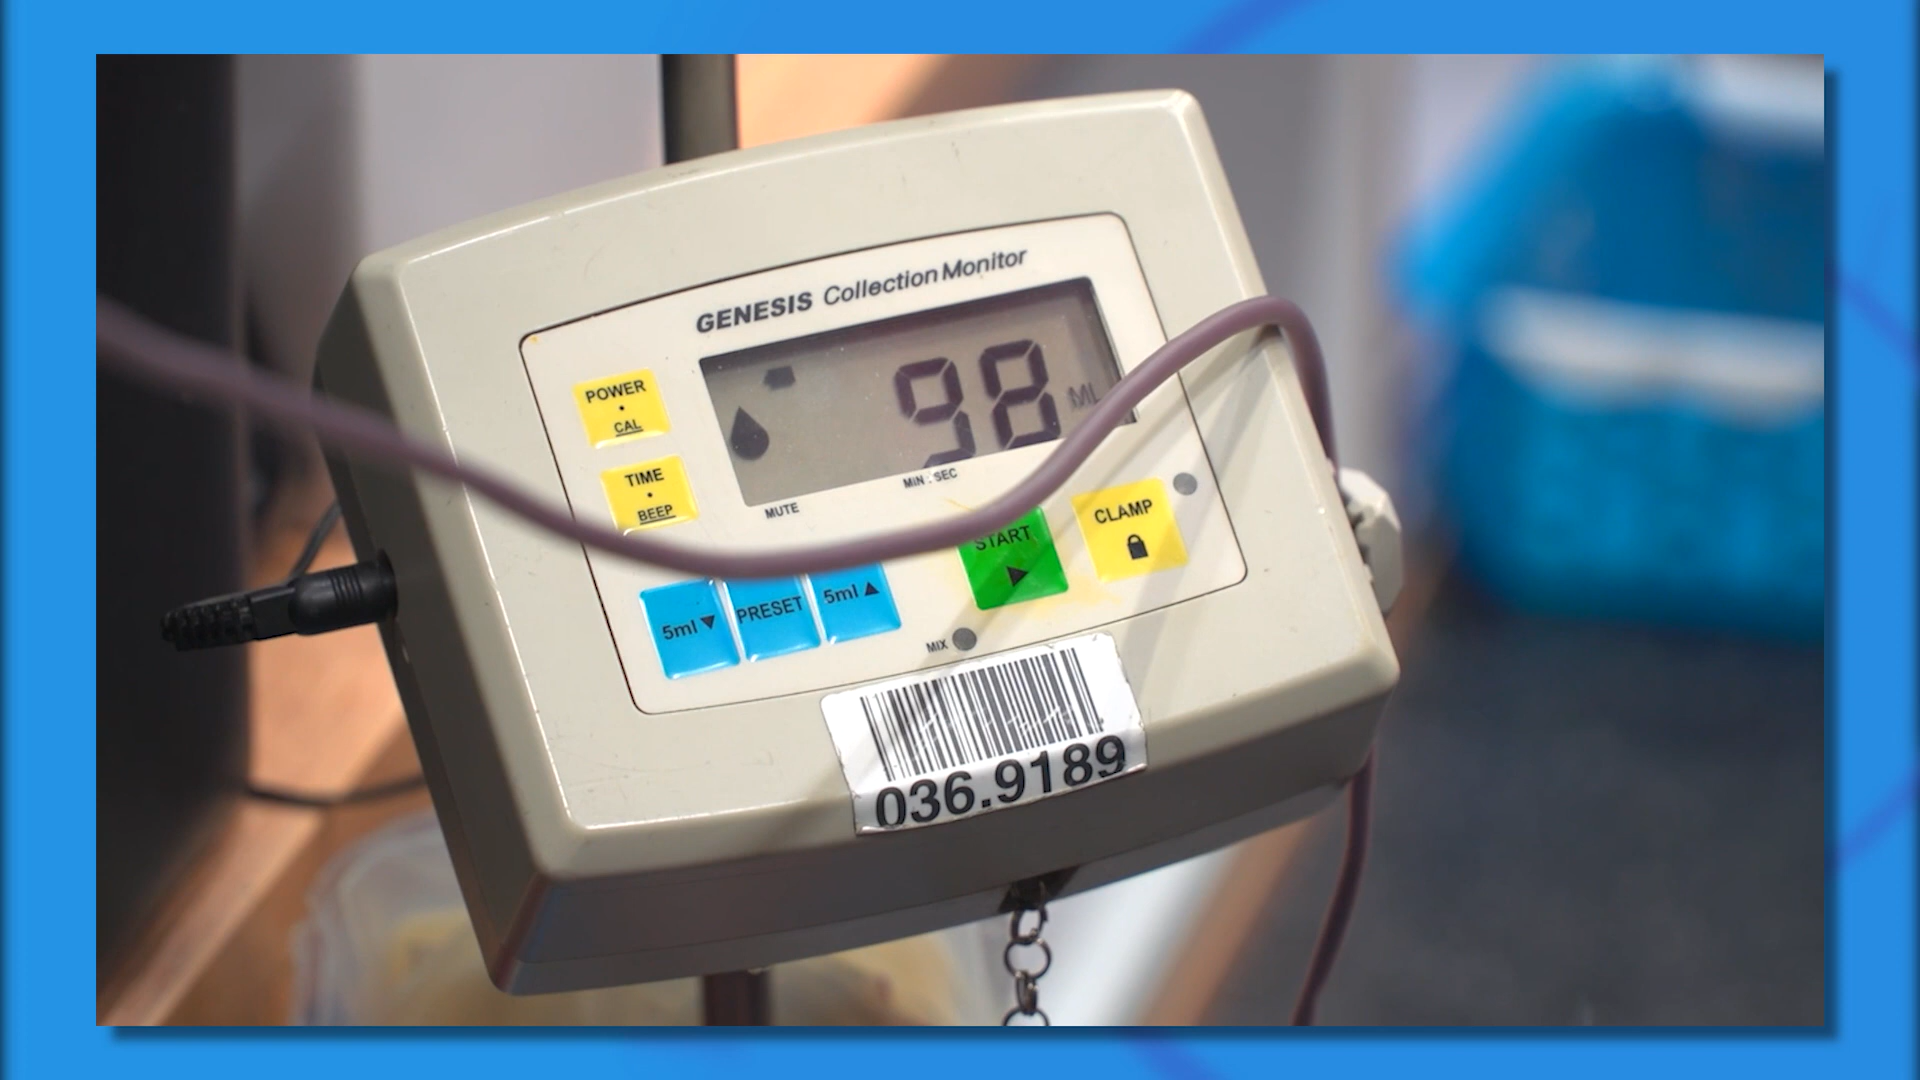 GENESIS Collection Monitor
98 ML
POWER
CAL
TIME
BEEP
MUTE
MIN : SEC
START
CLAMP
5ml
PRESET
5ml
MIX
036.9189